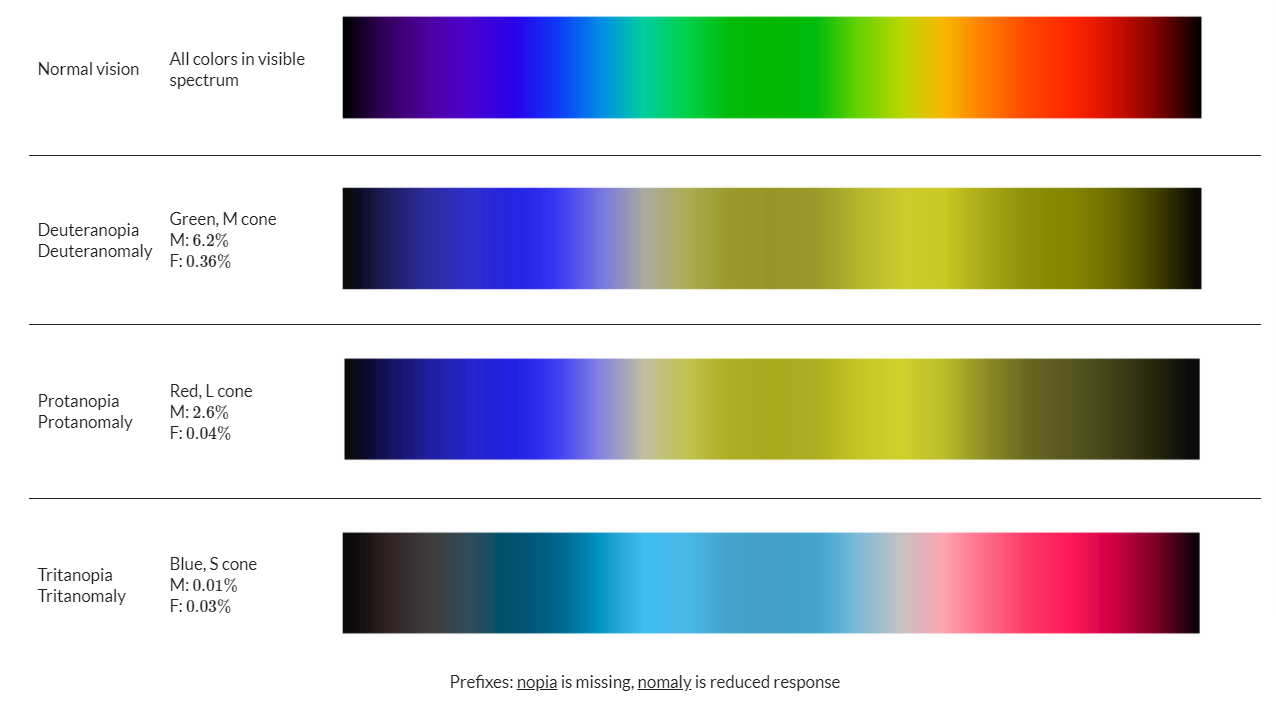 Normal vision
All colors in visible
spectrum
Deuteranopia
Deuteranomaly
Green, M cone
M: 6.2%
F: 0.36%
Protanopia
Protanomaly
Red, L cone
M: 2.6%
F: 0.04%
Tritanopia
Tritanomaly
Blue, S cone
M: 0.01%
F: 0.03%
Prefixes: nopia is missing, nomaly is reduced response